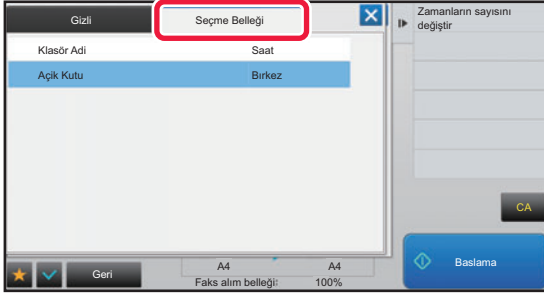 Gizli
Seçme Belleği
Zamanların sayısını
değiştir
Klasör Adi
Saat
Açik Kutu
Bırkez
CA
Geri
A4
A4
Faks alım belleği:
100%
Baslama